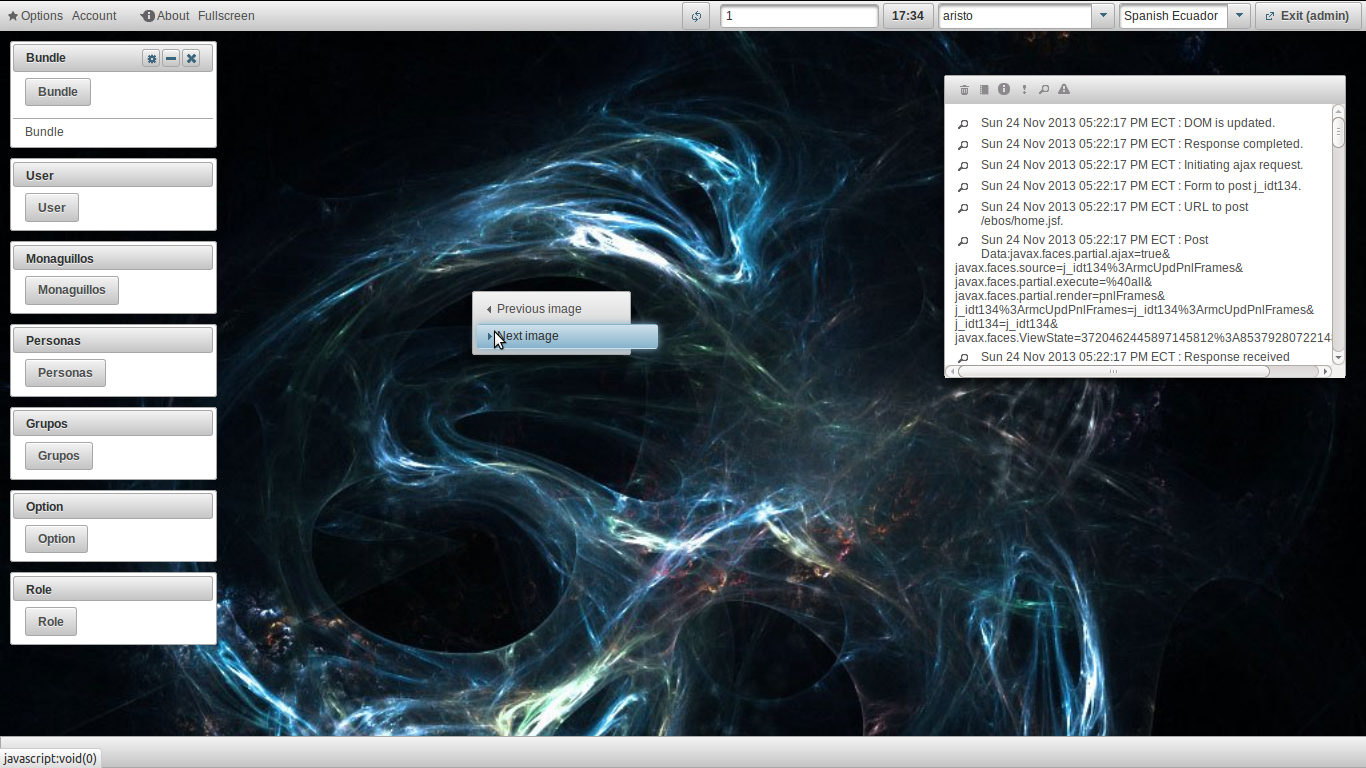 Options Account About Fullscreen 1 17:34 aristo Spanish Ecuador Exit (admin)
Bundle
Bundle
Bundle
User
User
Monaguillos
Monaguillos
Personas
Personas
Grupos
Grupos
Option
Option
Role
Role
Previous image
Next image
Sun 24 Nov 2013 05:22:17 PM ECT : DOM is updated.
Sun 24 Nov 2013 05:22:17 PM ECT : Response completed.
Sun 24 Nov 2013 05:22:17 PM ECT : Initiating ajax request.
Sun 24 Nov 2013 05:22:17 PM ECT : Form to post j_idt134.
Sun 24 Nov 2013 05:22:17 PM ECT : URL to post
/ebos/home.jsf.
Sun 24 Nov 2013 05:22:17 PM ECT : Post
Data:javax.faces.partial.ajax=true&
javax.faces.source=j_idt134%3ArmcUpdPnlFrames&
javax.faces.partial.execute=%40all&
javax.faces.partial.render=pnlFrames&
j_idt134%3ArmcUpdPnlFrames=j_idt134%3ArmcUpdPnlFrames&
j_idt134=j_idt134&
javax.faces.ViewState=3720462445897145812%3A8537928072214
Sun 24 Nov 2013 05:22:17 PM ECT : Response received
javascript:void(0)